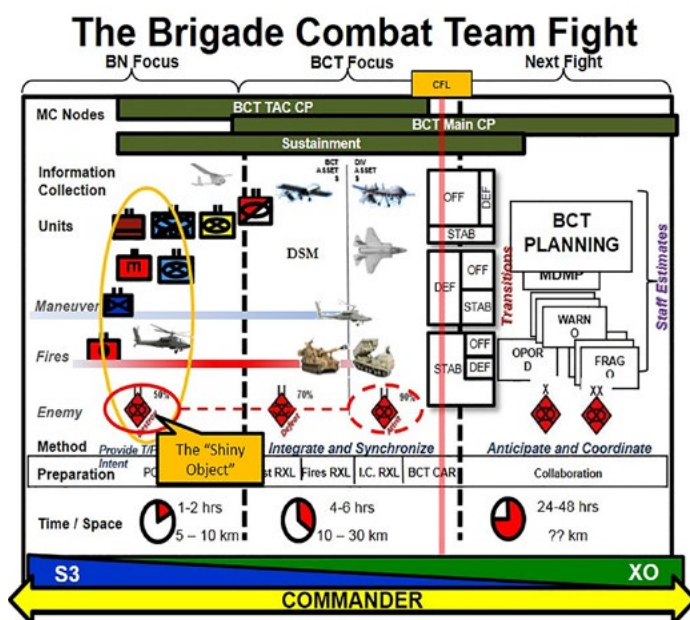 The Brigade Combat Team Fight
BN Focus
BCT Focus
Next Fight
CFL
MC Nodes
BCT TAC CP
BCT Main CP
Sustainment
Information
Collection
BCT
ASSET
S
DIV
ASSET
S
Units
DSM
OFF
DEF
STAB
DEF
OFF
STAB
STAB
OFF
DEF
Transitions
BCT
PLANNING
MDMP
WARN
O
OPOR
D
FRAG
O
Staff Estimates
Maneuver
Fires
E
Enemy
50%
70%
Defeat
90%
X
XX
Method
Provide T/P
Intent
The "Shiny
Object"
Integrate and Synchronize
Anticipate and Coordinate
Preparation
PC
st RXL
Fires RXL
I.C. RXL
BCT CAR
Collaboration
Time / Space
1-2 hrs
5 – 10 km
4-6 hrs
10 – 30 km
24-48 hrs
?? km
S3
XO
COMMANDER